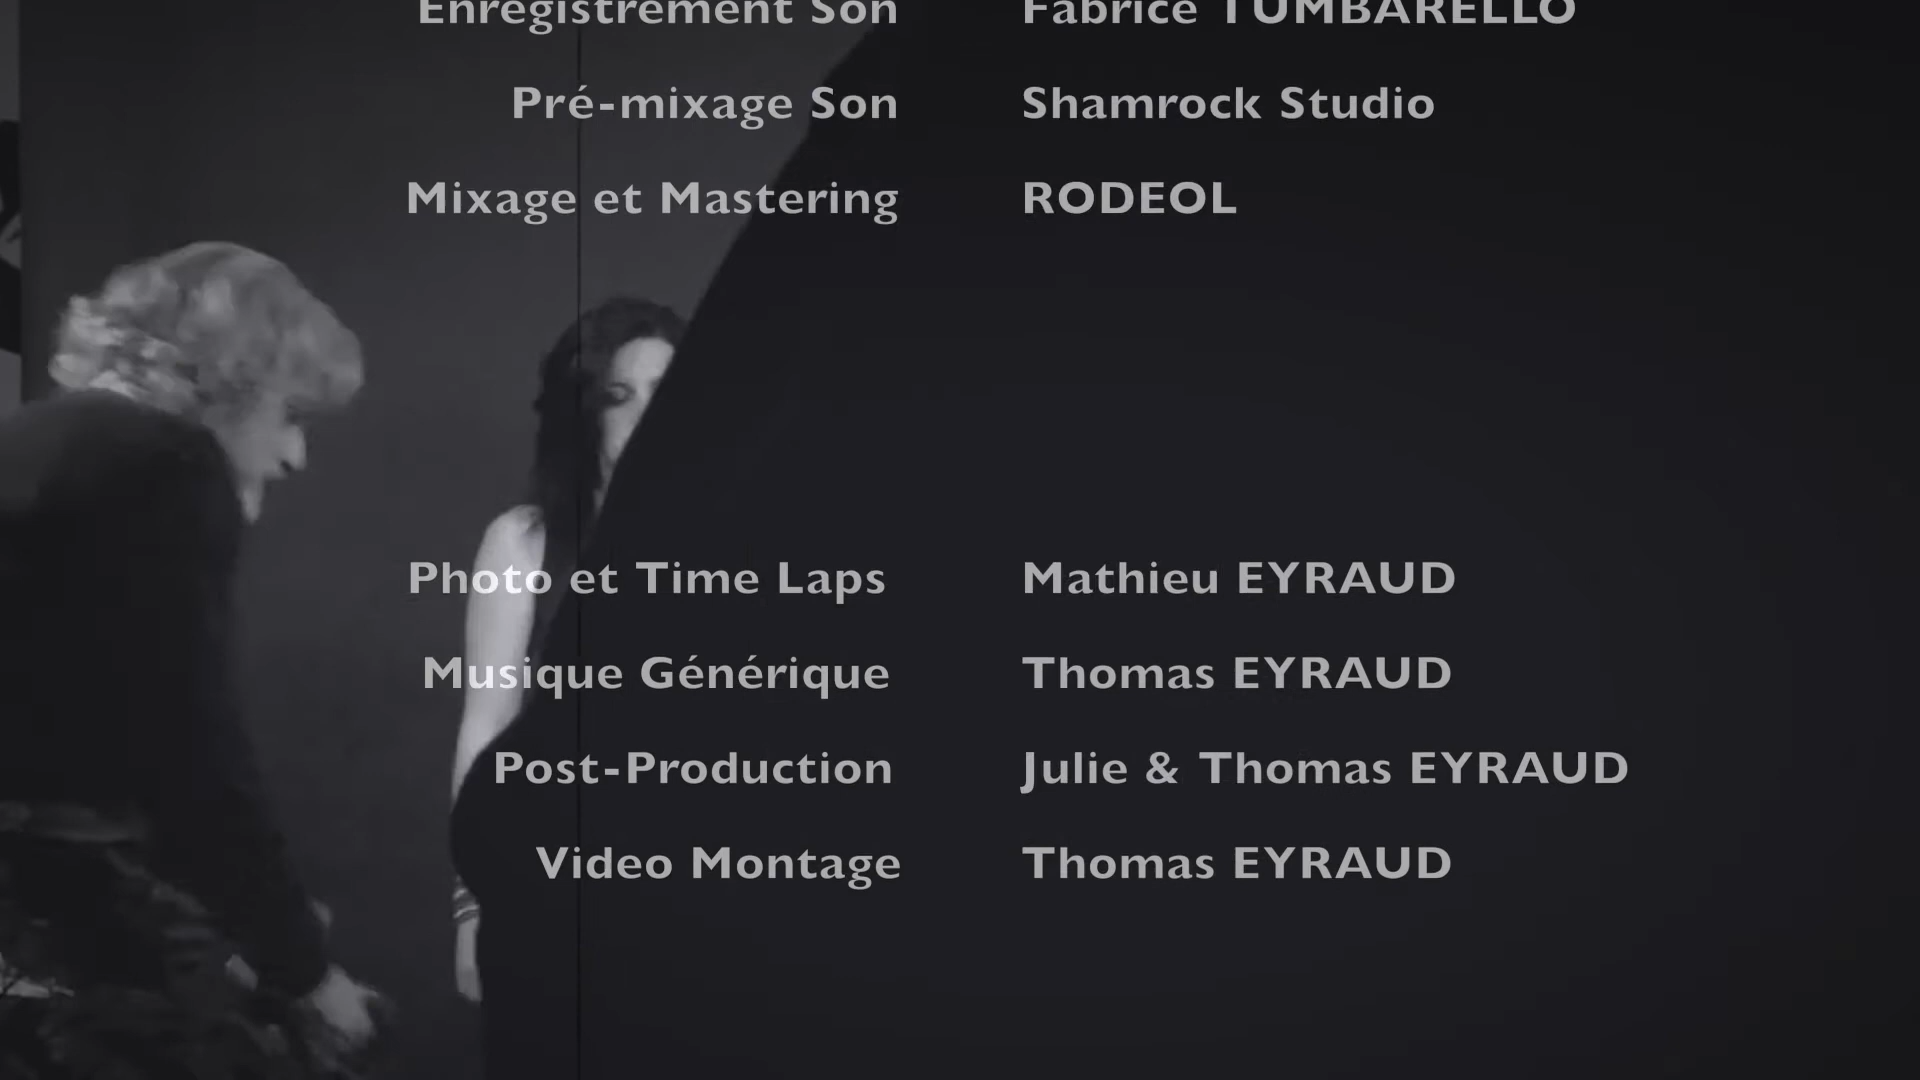 Enregistrement Son Fabrice TUMBARELLO
Pré-mixage Son Shamrock Studio
Mixage et Mastering RODEOL
Photo et Time Laps Mathieu EYRAUD
Musique Générique Thomas EYRAUD
Post-Production Julie & Thomas EYRAUD
Video Montage Thomas EYRAUD